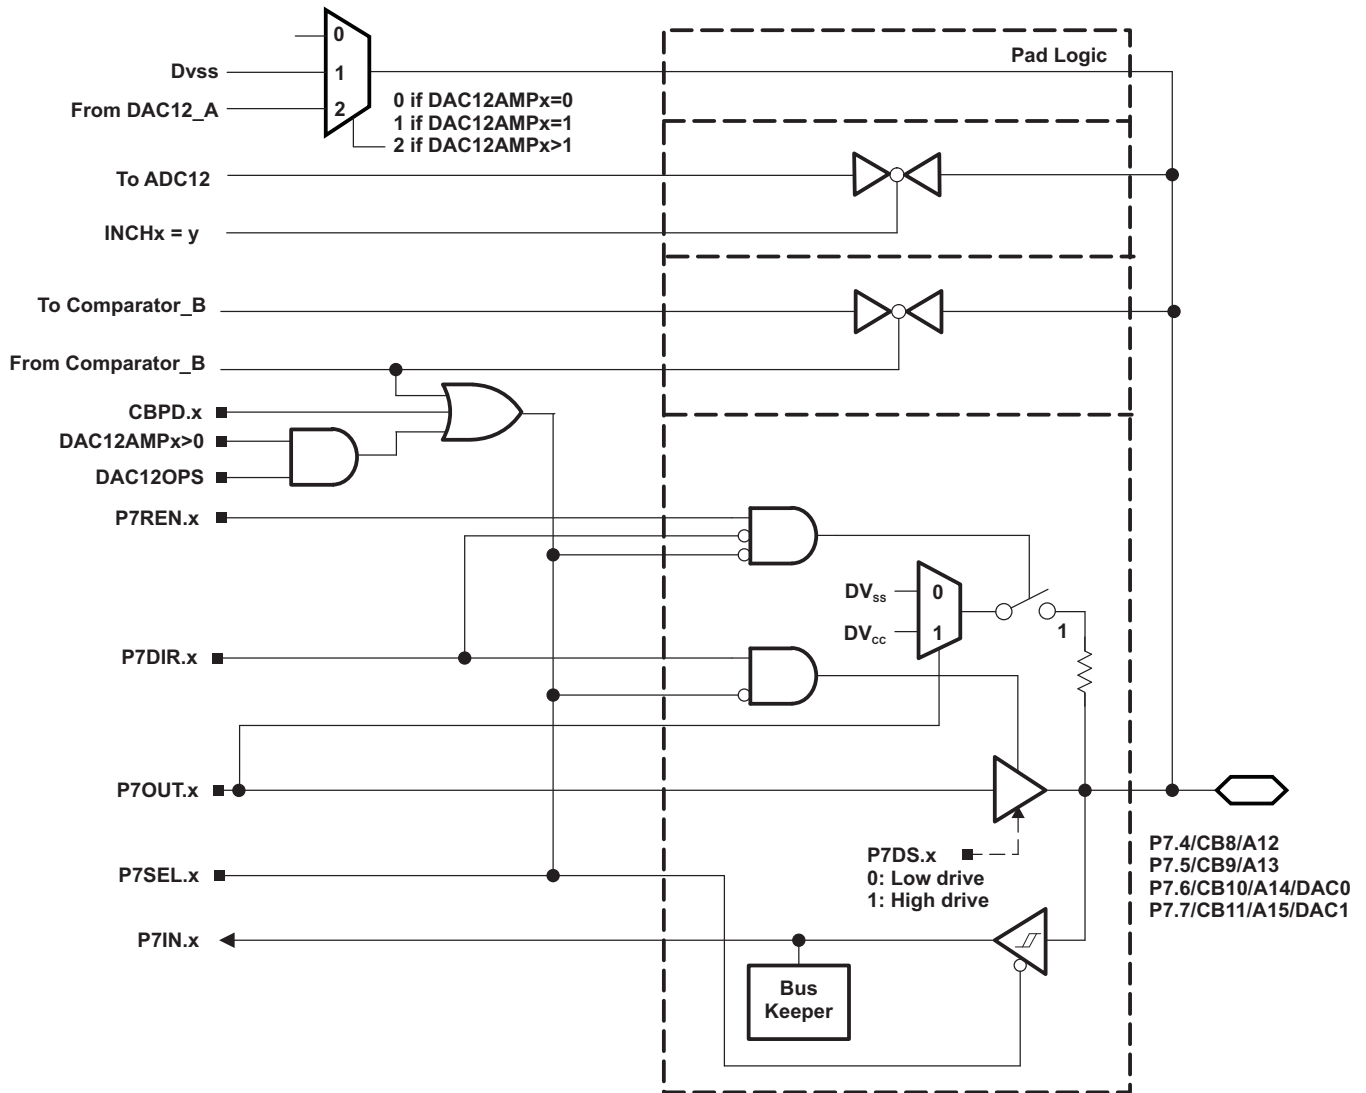 0
Pad Logic
Dvss
1
From DAC12_A
2
0 if DAC12AMPx=0
1 if DAC12AMPx=1
2 if DAC12AMPx>1
To ADC12
INCHx = y
To Comparator_B
From Comparator_B
CBPD.x
DAC12AMPx>0
DAC12OPS
P7REN.x
DVss
0
DVcc
1
1
P7DIR.x
P7OUT.x
P7DS.x
0: Low drive
1: High drive
P7.4/CB8/A12
P7.5/CB9/A13
P7.6/CB10/A14/DAC0
P7.7/CB11/A15/DAC1
P7SEL.x
P7IN.x
Bus
Keeper